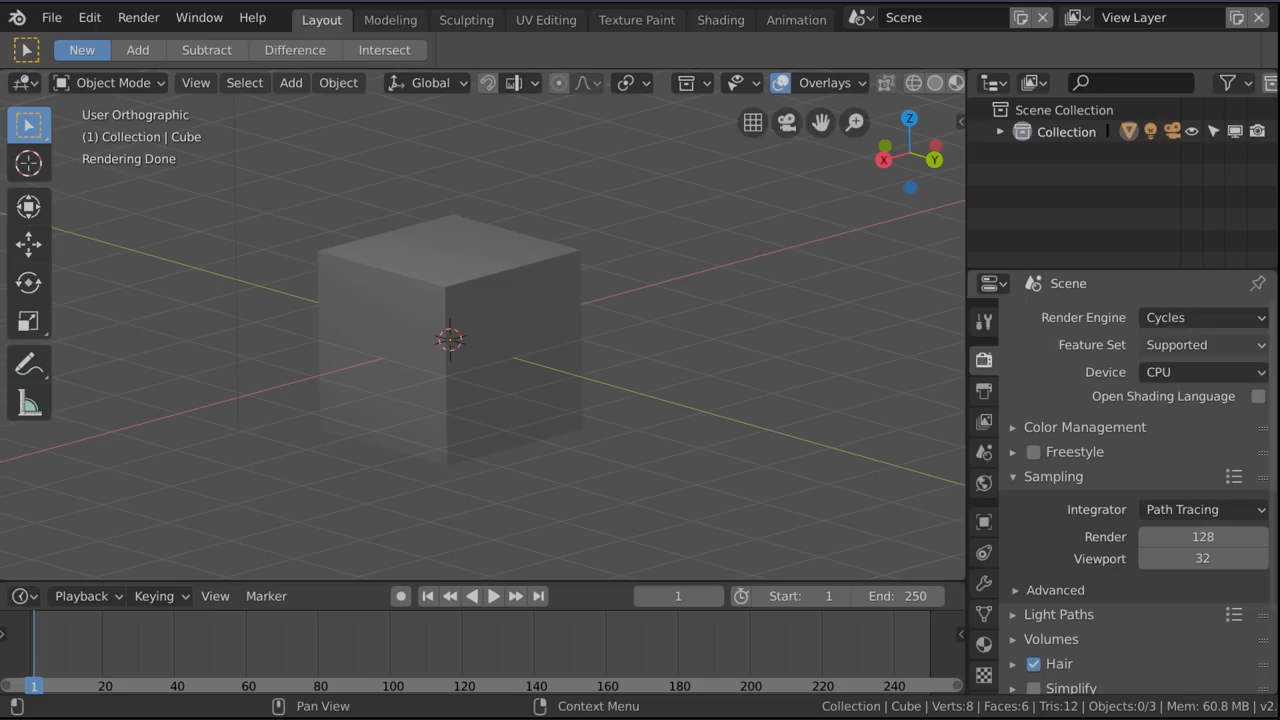 File Edit Render Window Help Layout Modeling Sculpting UV Editing Texture Paint Shading Animation Scene View Layer
New Add Subtract Difference Intersect
Object Mode View Select Add Object Global Overlays
User Orthographic
(1) Collection | Cube
Rendering Done
Z
X
Y
Scene Collection
Collection
Scene
Render Engine Cycles
Feature Set Supported
Device CPU
Open Shading Language
Color Management
Freestyle
Sampling
Integrator Path Tracing
Render 128
Viewport 32
Advanced
Light Paths
Volumes
Hair
Simplify
Playback Keying View Marker 1 Start: 1 End: 250
1 20 40 60 80 100 120 140 160 180 200 220 240
Pan View Context Menu Collection | Cube | Verts:8 | Faces:6 | Tris:12 | Objects:0/3 | Mem: 60.8 MB | v2.